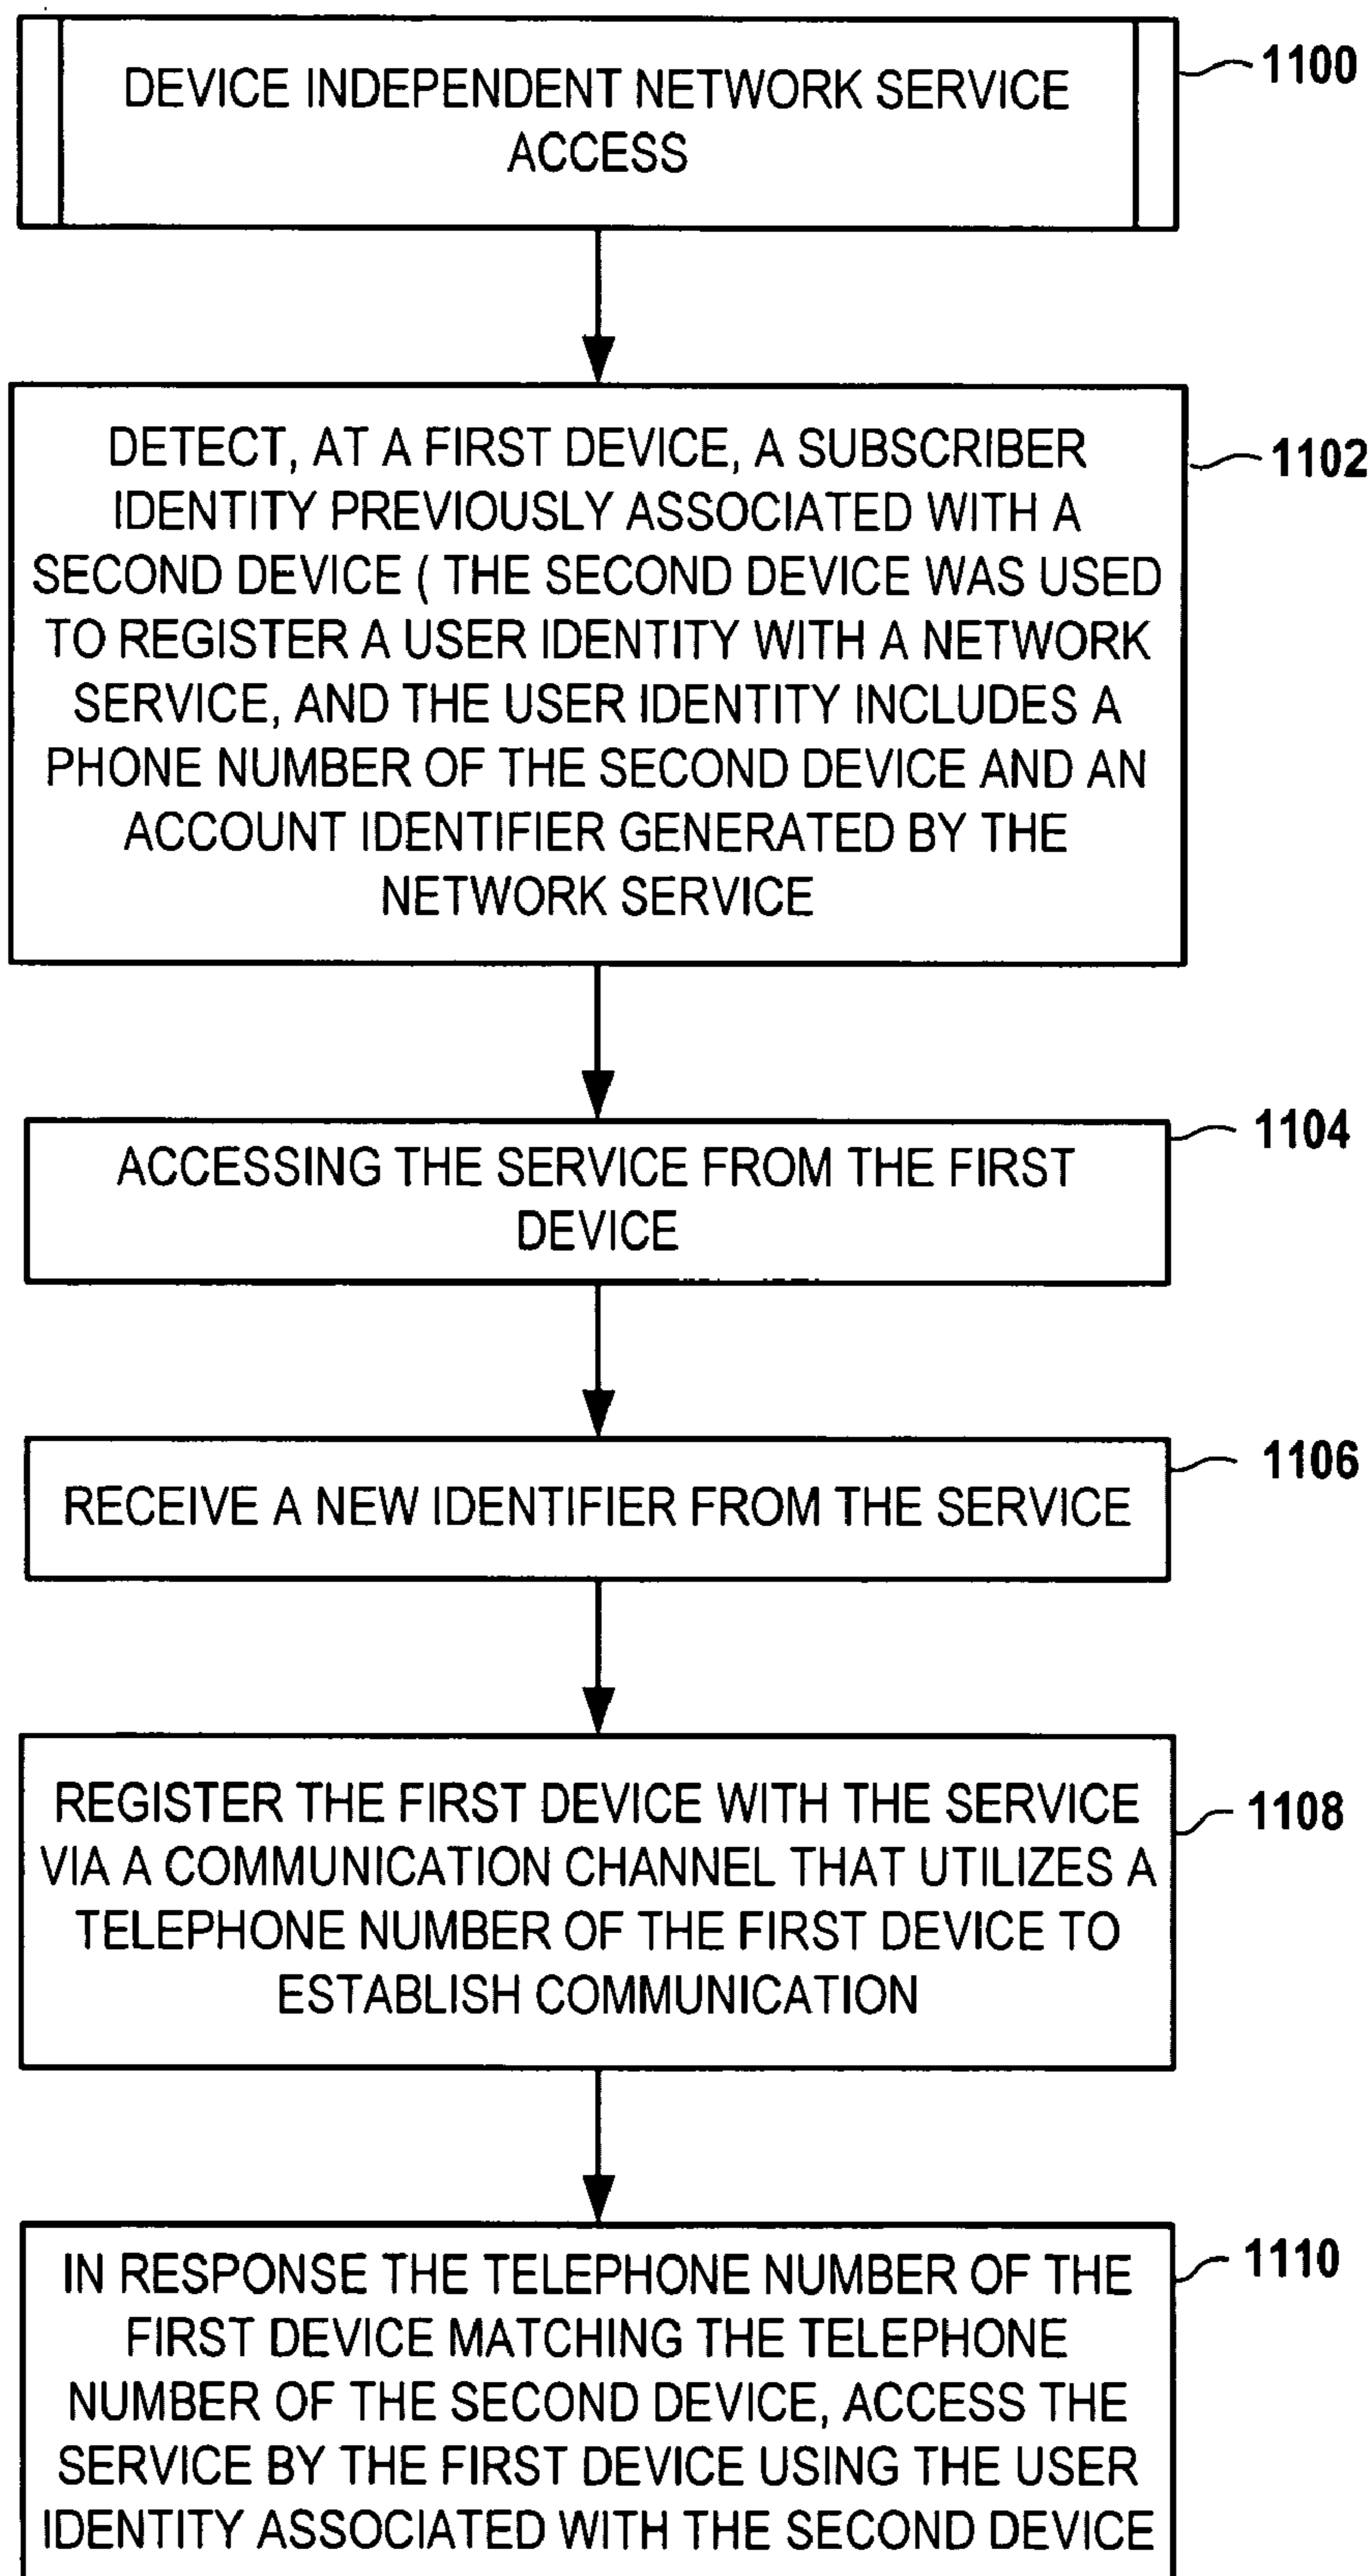 DEVICE INDEPENDENT NETWORK SERVICE
ACCESS
1100
DETECT, AT A FIRST DEVICE, A SUBSCRIBER
IDENTITY PREVIOUSLY ASSOCIATED WITH A
SECOND DEVICE ( THE SECOND DEVICE WAS USED
TO REGISTER A USER IDENTITY WITH A NETWORK
SERVICE, AND THE USER IDENTITY INCLUDES A
PHONE NUMBER OF THE SECOND DEVICE AND AN
ACCOUNT IDENTIFIER GENERATED BY THE
NETWORK SERVICE
1102
ACCESSING THE SERVICE FROM THE FIRST
DEVICE
1104
RECEIVE A NEW IDENTIFIER FROM THE SERVICE
1106
REGISTER THE FIRST DEVICE WITH THE SERVICE
VIA A COMMUNICATION CHANNEL THAT UTILIZES A
TELEPHONE NUMBER OF THE FIRST DEVICE TO
ESTABLISH COMMUNICATION
1108
IN RESPONSE THE TELEPHONE NUMBER OF THE
FIRST DEVICE MATCHING THE TELEPHONE
NUMBER OF THE SECOND DEVICE, ACCESS THE
SERVICE BY THE FIRST DEVICE USING THE USER
IDENTITY ASSOCIATED WITH THE SECOND DEVICE
1110